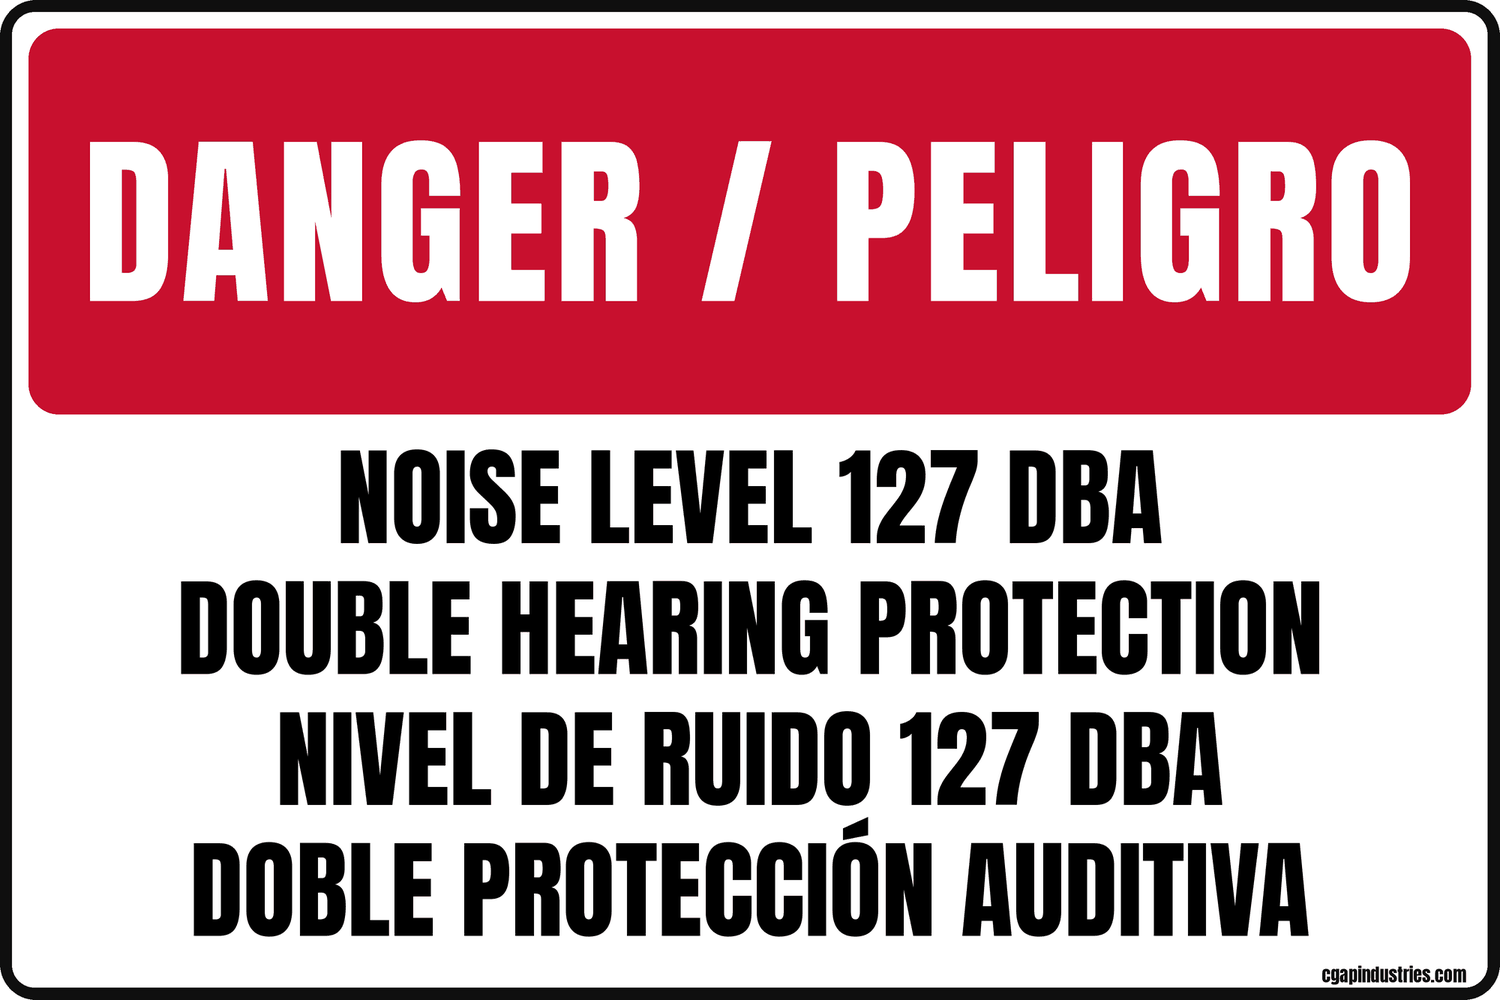 DANGER / PELIGRO
NOISE LEVEL 127 DBA
DOUBLE HEARING PROTECTION
NIVEL DE RUIDO 127 DBA
DOBLE PROTECCIÓN AUDITIVA
cgapindustries.com